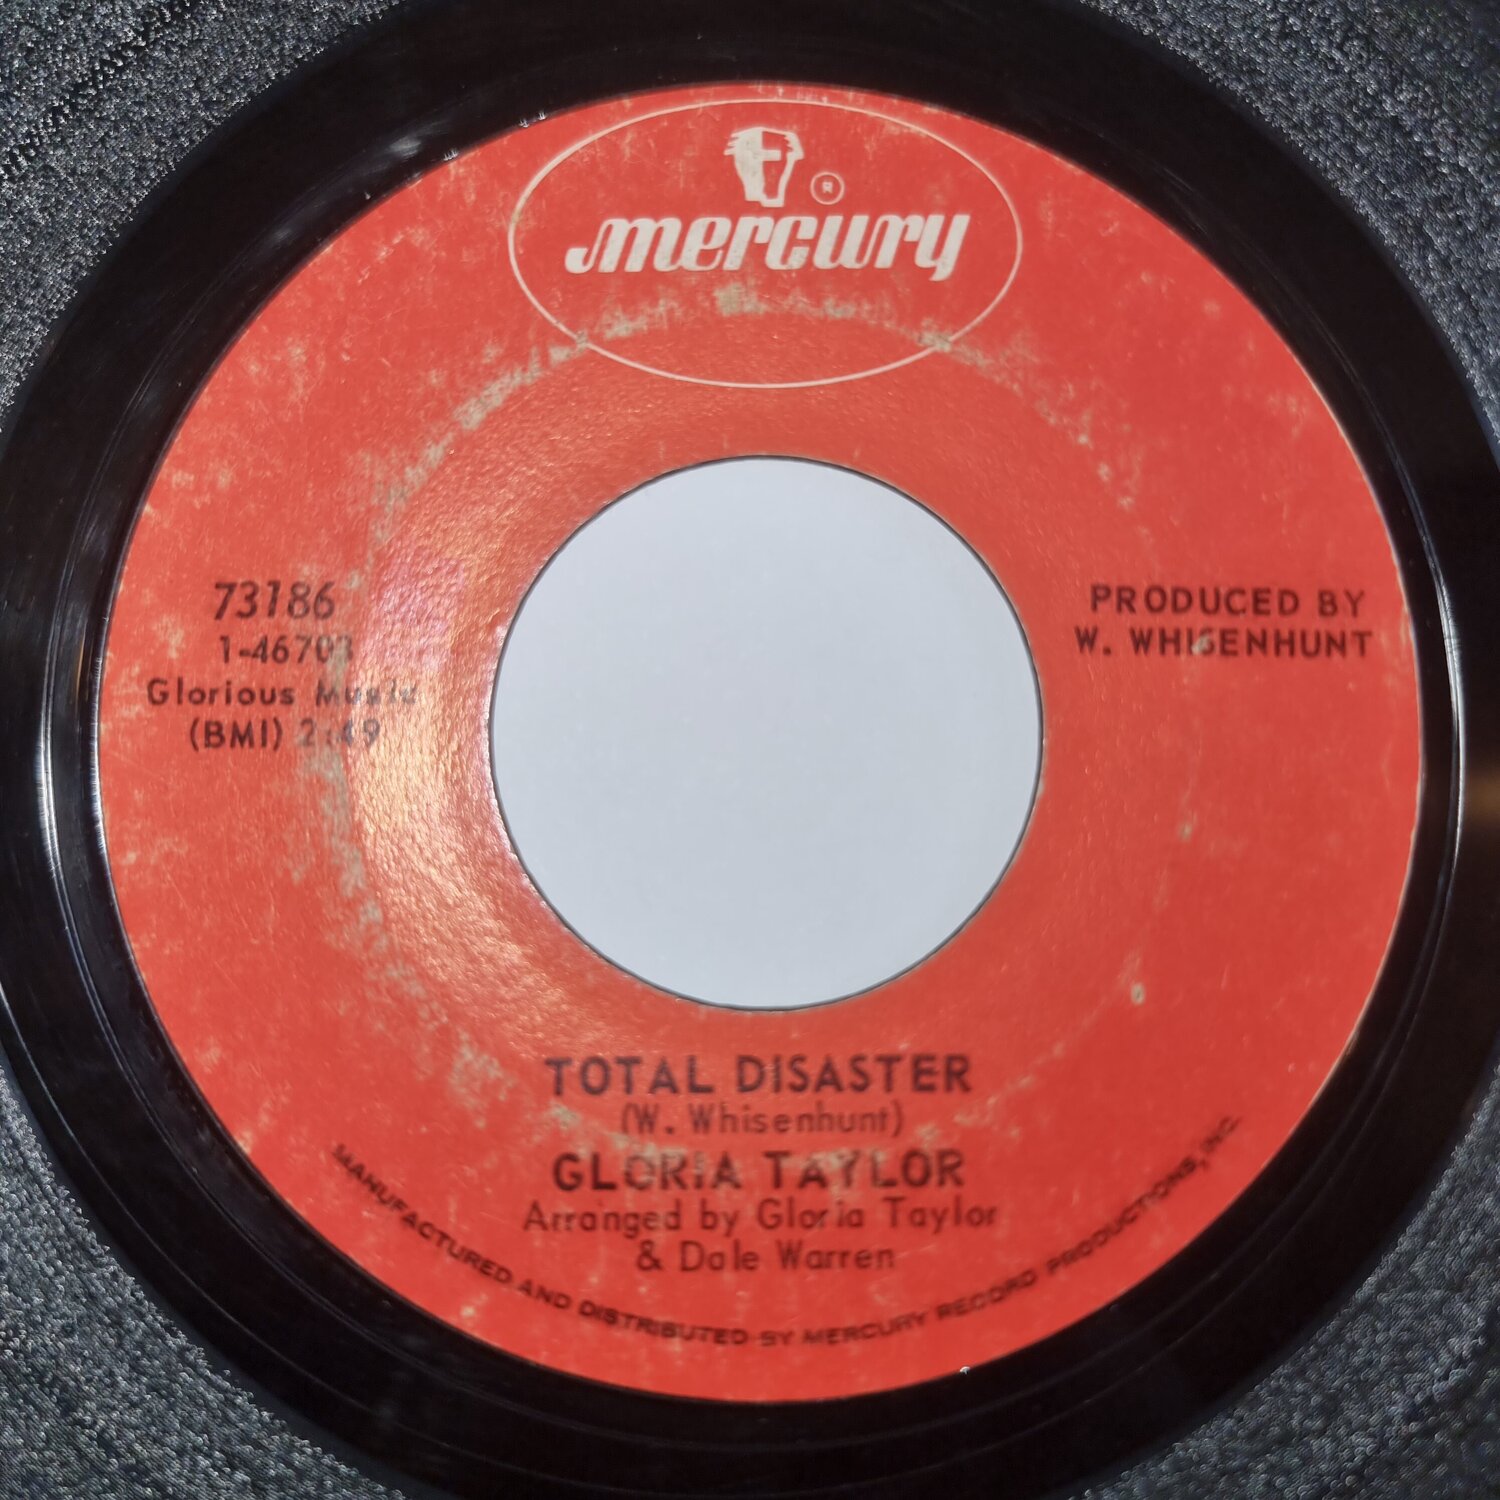 mercury
®
73186
1-46703
Glorious Music
(BMI) 2:49
PRODUCED BY
W. WHISENHUNT
TOTAL DISASTER
(W. Whisenhunt)
GLORIA TAYLOR
Arranged by Gloria Taylor
& Dale Warren
MANUFACTURED AND DISTRIBUTED BY MERCURY RECORD PRODUCTIONS, INC.